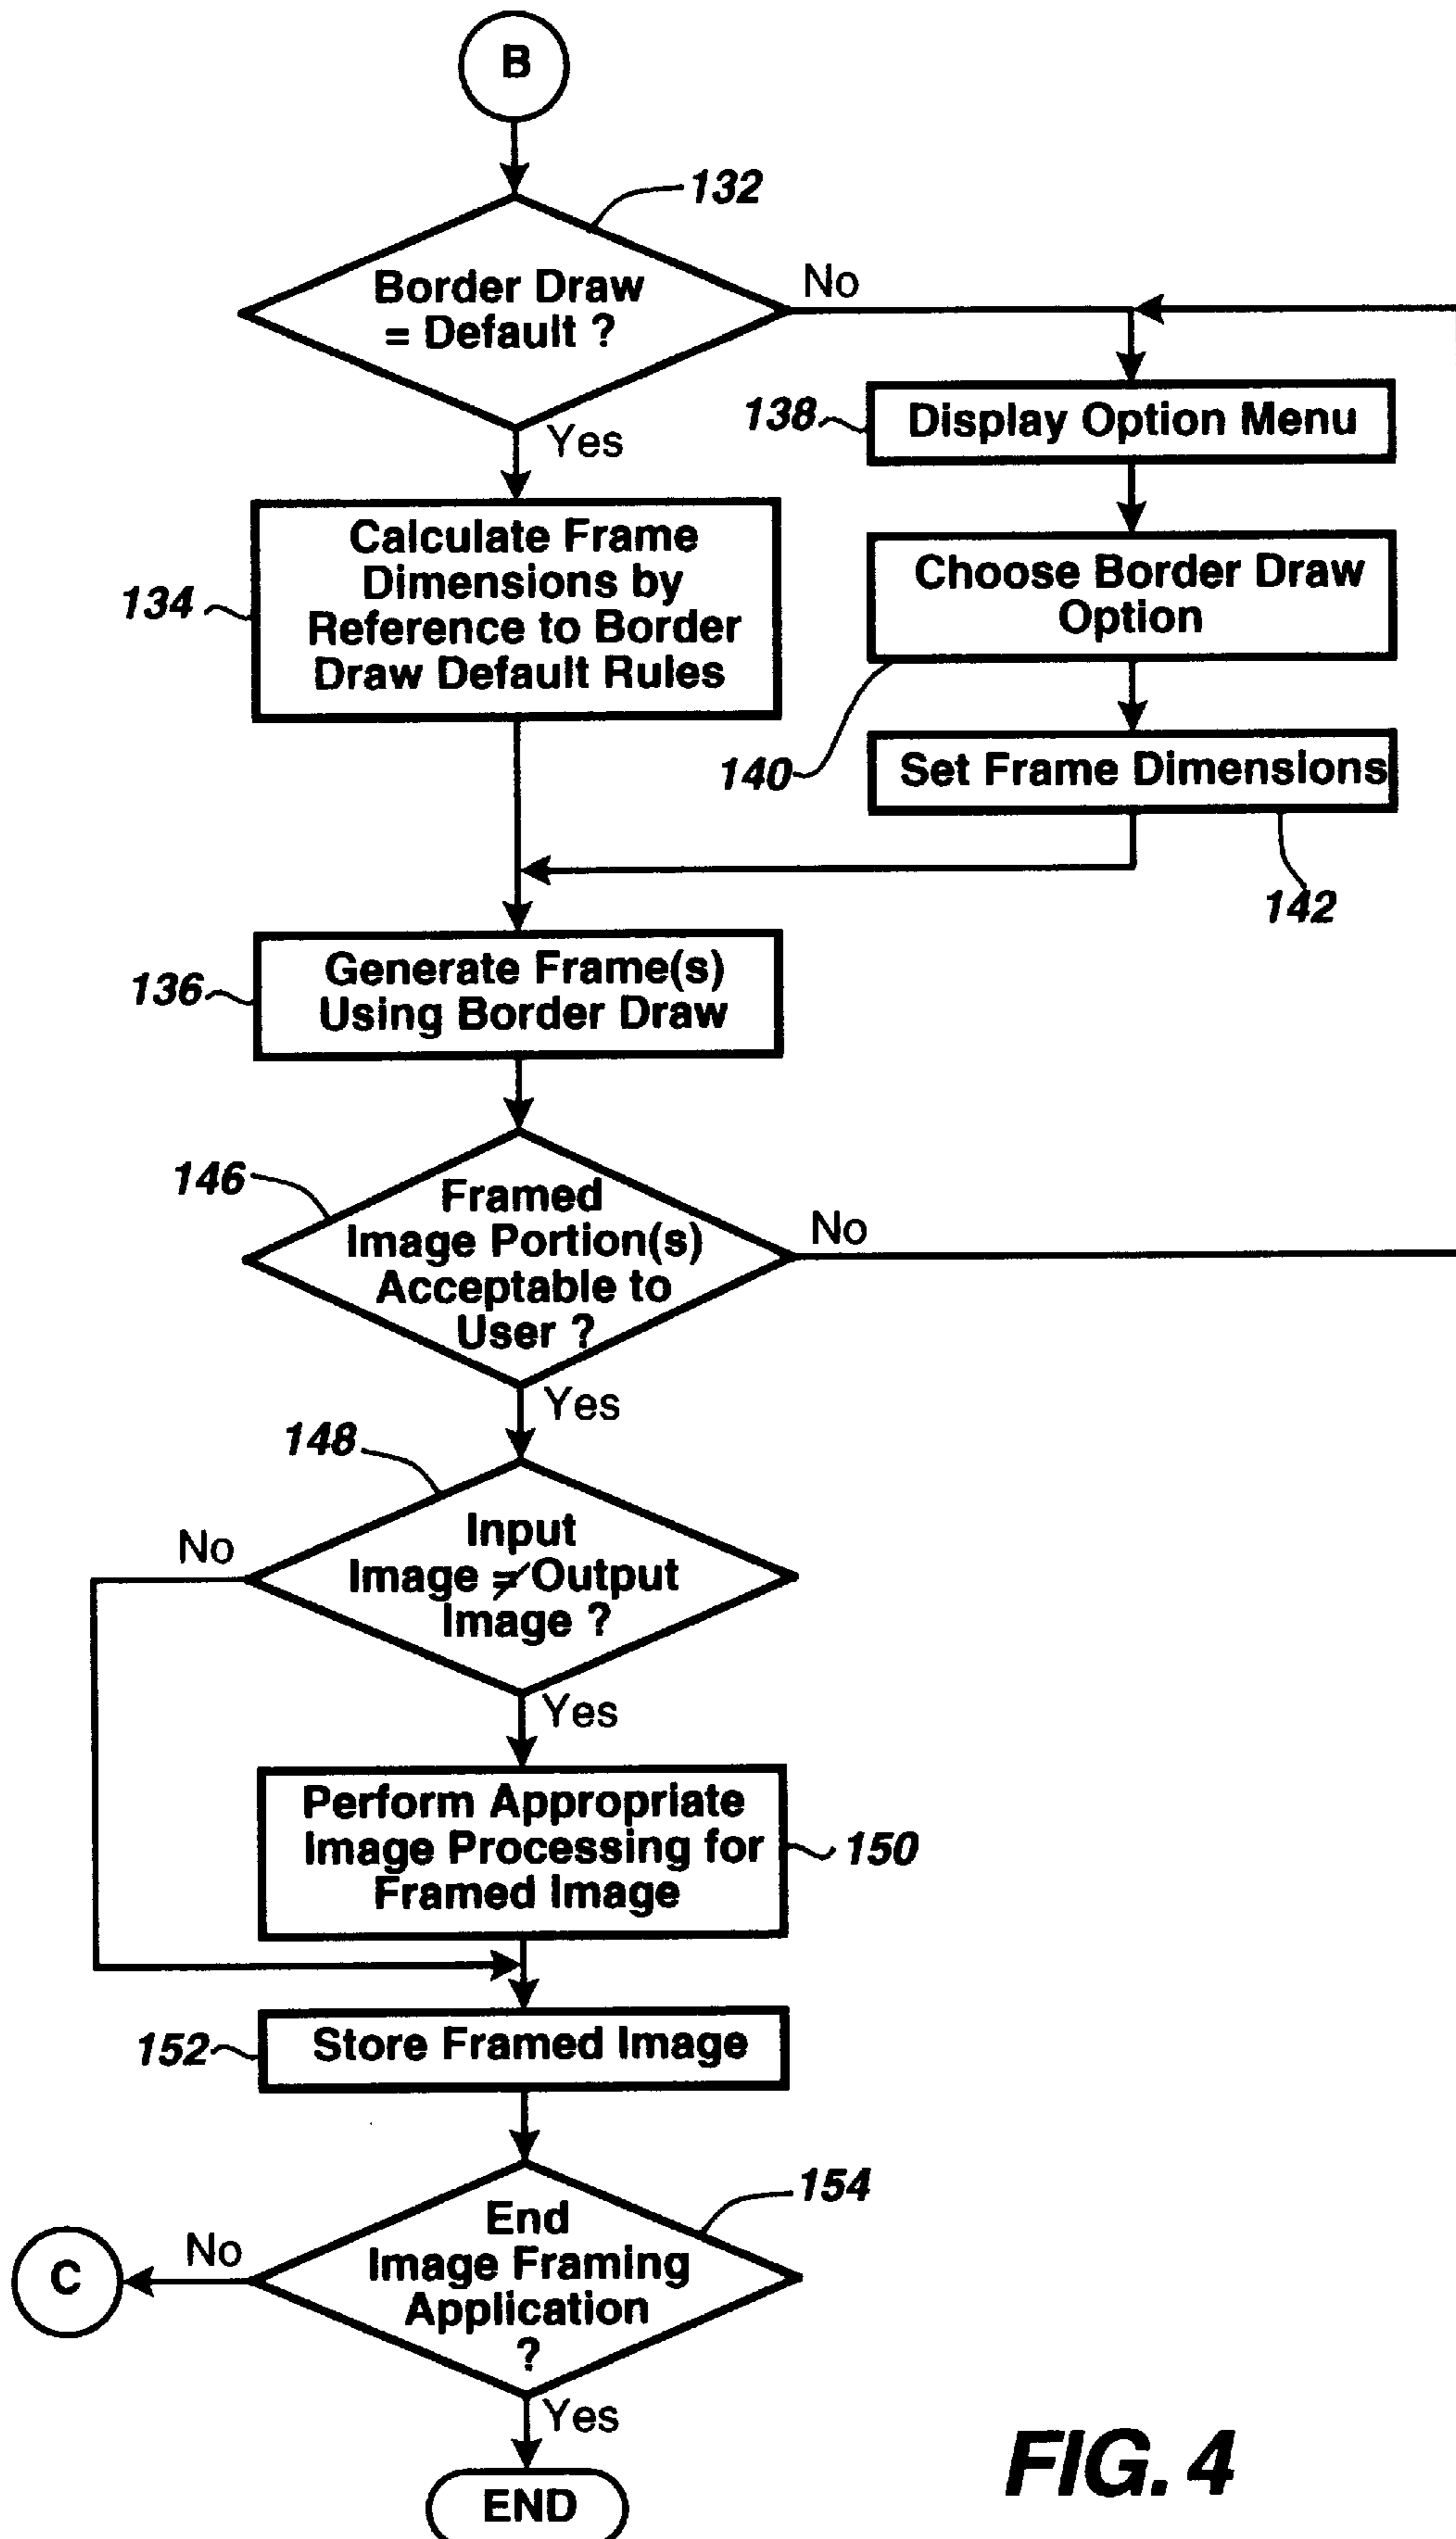 B
132
Border Draw
= Default ?
No
Yes
138
Display Option Menu
134
Calculate Frame
Dimensions by
Reference to Border
Draw Default Rules
Choose Border Draw
Option
140
Set Frame Dimensions
142
136
Generate Frame(s)
Using Border Draw
146
Framed
Image Portion(s)
Acceptable to
User ?
No
Yes
148
Input
Image ≠ Output
Image ?
No
Yes
Perform Appropriate
Image Processing for
Framed Image
150
152
Store Framed Image
154
End
Image Framing
Application
?
No
C
Yes
END
FIG. 4